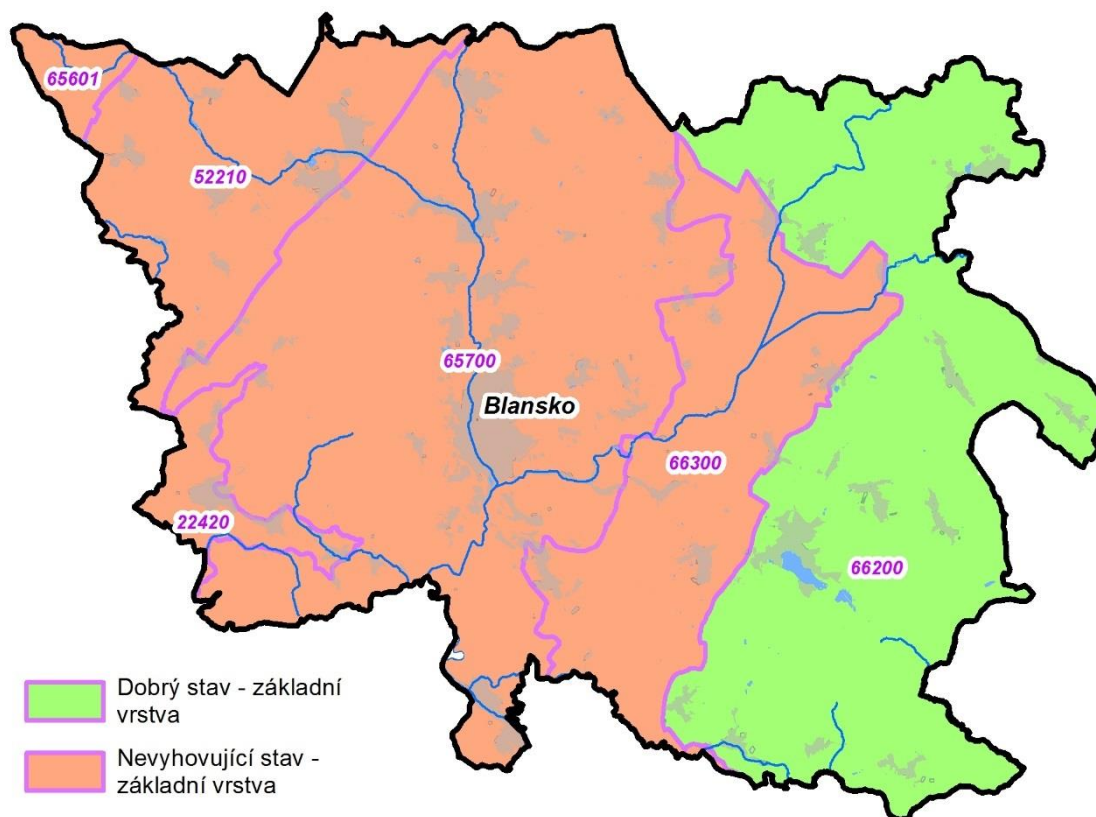 65601
52210
65700
Blansko
66300
22420
66200
Dobrý stav - základní
vrstva
Nevyhovující stav -
základní vrstva